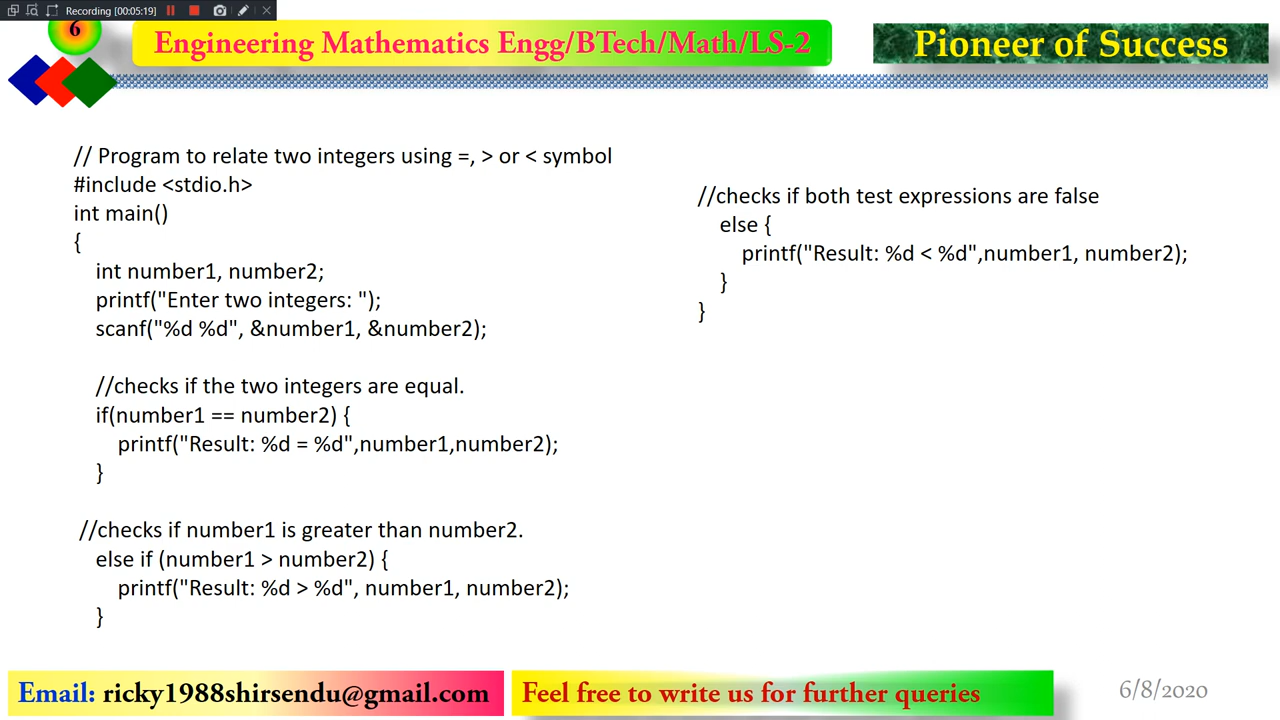 Recording [00:05:19]
6
Engineering Mathematics Engg/BTech/Math/LS-2
Pioneer of Success
// Program to relate two integers using =, > or < symbol
#include <stdio.h>
int main()
{
int number1, number2;
printf("Enter two integers: ");
scanf("%d %d", &number1, &number2);
//checks if the two integers are equal.
if(number1 == number2) {
printf("Result: %d = %d",number1,number2);
}
//checks if number1 is greater than number2.
else if (number1 > number2) {
printf("Result: %d > %d", number1, number2);
}
//checks if both test expressions are false
else {
printf("Result: %d < %d",number1, number2);
}
}
Email: ricky1988shirsendu@gmail.com
Feel free to write us for further queries
6/8/2020